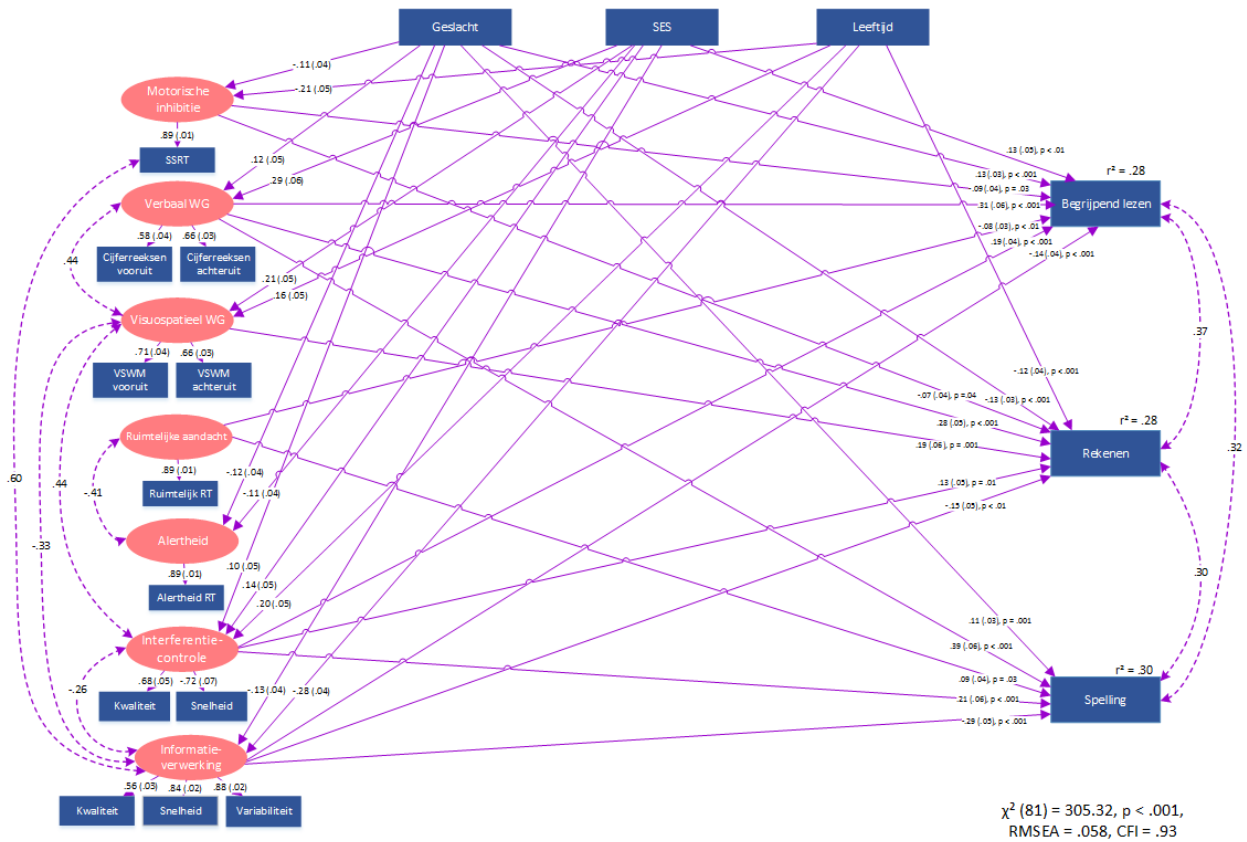 Geslacht
SES
Leeftijd
-.11 (.04)
-.21 (.05)
Motorische
inhibitie
.89 (.01)
SSRT
.12 (.05)
.29 (.06)
.13 (.05), p < .01
r² = .28
.13 (.03), p < .001
.09 (.04), p = .03
.31 (.06), p < .001
Begrijpend lezen
-.08 (.03), p < .01
.19 (.04), p < .001
-.14 (.04), p < .001
Verbaal WG
.58 (.04)
.66 (.03)
Cijferreeksen
vooruit
Cijferreeksen
achteruit
.44
.21 (.05)
.16 (.05)
Visuospatieel WG
.71 (.04)
.66 (.03)
VSWM
vooruit
VSWM
achteruit
.37
-.12 (.04), p < .001
-.07 (.04), p =.04
-.13 (.03), p < .001
r² = .28
.28 (.05), p < .001
.19 (.06), p = .001
Rekenen
.13 (.05), p = .01
-.15 (.05), p < .01
.32
Ruimtelijke aandacht
.89 (.01)
Ruimtelijk RT
-.12 (.04)
-.11 (.04)
.60
-.41
.44
-.33
Alertheid
.89 (.01)
Alertheid RT
.10 (.05)
.14 (.05)
.20 (.05)
.30
Interferentie-
controle
.68 (.05)
-.72 (.07)
Kwaliteit
Snelheid
-.26
-.13 (.04)
-.28 (.04)
.11 (.03), p = .001
.39 (.06), p < .001
r² = .30
.09 (.04), p = .03
.21 (.06), p < .001
-.29 (.05), p < .001
Spelling
Informatie-
verwerking
.56 (.03)
.84 (.02)
.88 (.02)
Kwaliteit
Snelheid
Variabiliteit
χ² (81) = 305.32, p < .001,
RMSEA = .058, CFI = .93